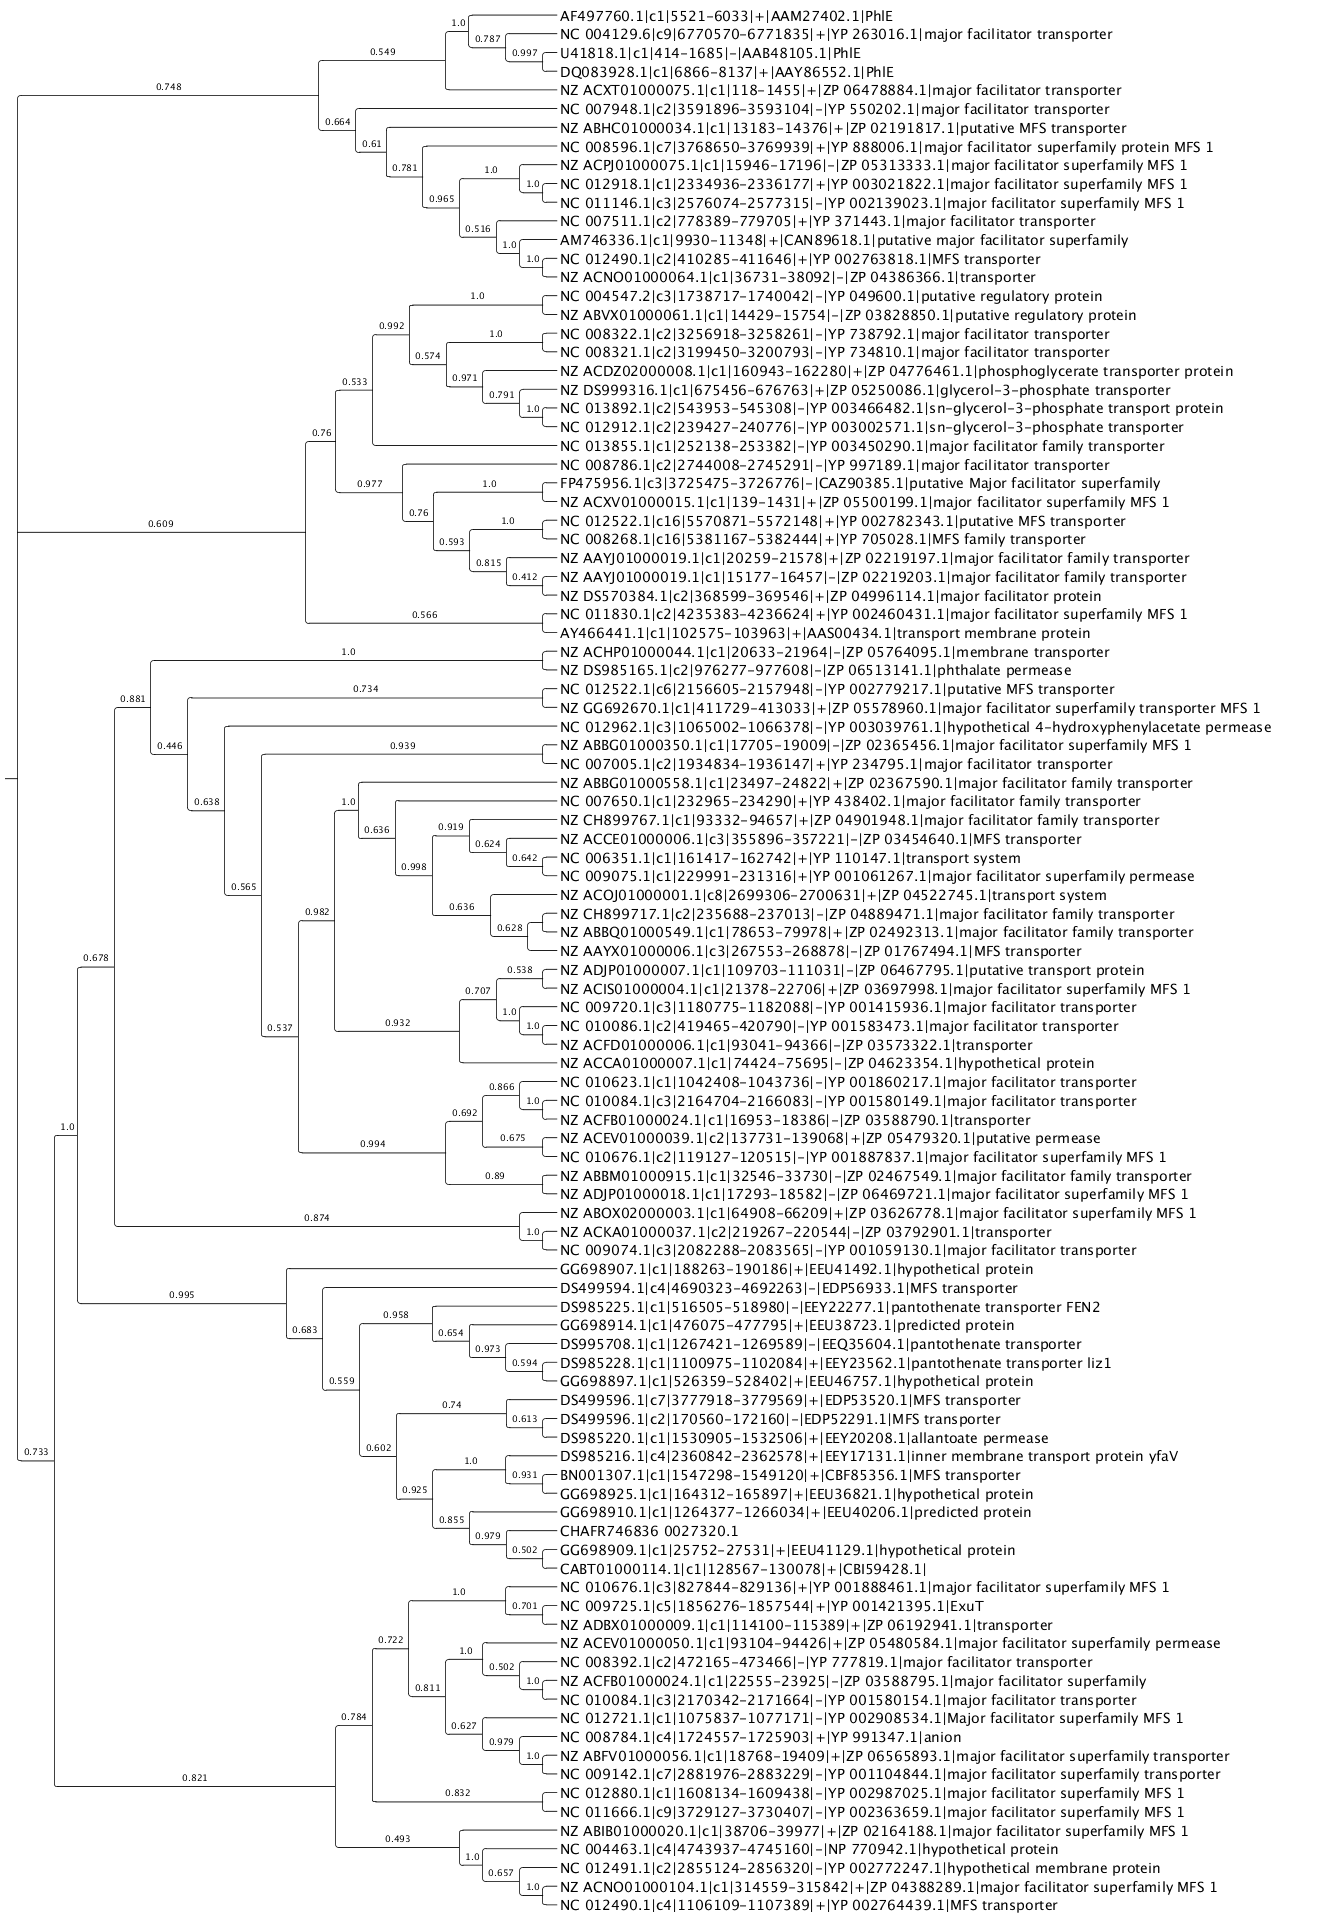 AF497760.1|c1|5521-6033|+|AAM27402.1|PhlE
1.0
NC 004129.6|c9|6770570-6771835|+|YP 263016.1|major facilitator transporter
0.787
U41818.1|c1|414-1685|-|AAB48105.1|PhlE
0.549
0.997
DQ083928.1|c1|6866-8137|+|AAY86552.1|PhlE
0.748
NZ ACXT01000075.1|c1|118-1455|+|ZP 06478884.1|major facilitator transporter
NC 007948.1|c2|3591896-3593104|-|YP 550202.1|major facilitator transporter
0.664
NZ ABHC01000034.1|c1|13183-14376|+|ZP 02191817.1|putative MFS transporter
0.61
NC 008596.1|c7|3768650-3769939|+|YP 888006.1|major facilitator superfamily protein MFS 1
0.781
NZ ACPJ01000075.1|c1|15946-17196|-|ZP 05313333.1|major facilitator superfamily MFS 1
1.0
NC 012918.1|c1|2334936-2336177|+|YP 003021822.1|major facilitator superfamily MFS 1
1.0
0.965
NC 011146.1|c3|2576074-2577315|-|YP 002139023.1|major facilitator superfamily MFS 1
NC 007511.1|c2|778389-779705|+|YP 371443.1|major facilitator transporter
0.516
AM746336.1|c1|9930-11348|+|CAN89618.1|putative major facilitator superfamily
1.0
NC 012490.1|c2|410285-411646|+|YP 002763818.1|MFS transporter
1.0
NZ ACNO01000064.1|c1|36731-38092|-|ZP 04386366.1|transporter
NC 004547.2|c3|1738717-1740042|-|YP 049600.1|putative regulatory protein
1.0
NZ ABVX01000061.1|c1|14429-15754|-|ZP 03828850.1|putative regulatory protein
0.992
NC 008322.1|c2|3256918-3258261|-|YP 738792.1|major facilitator transporter
1.0
NC 008321.1|c2|3199450-3200793|-|YP 734810.1|major facilitator transporter
0.574
NZ ACDZ02000008.1|c1|160943-162280|+|ZP 04776461.1|phosphoglycerate transporter protein
0.971
0.533
NZ DS999316.1|c1|675456-676763|+|ZP 05250086.1|glycerol-3-phosphate transporter
0.791
NC 013892.1|c2|543953-545308|-|YP 003466482.1|sn-glycerol-3-phosphate transport protein
1.0
NC 012912.1|c2|239427-240776|-|YP 003002571.1|sn-glycerol-3-phosphate transporter
0.76
NC 013855.1|c1|252138-253382|-|YP 003450290.1|major facilitator family transporter
NC 008786.1|c2|2744008-2745291|-|YP 997189.1|major facilitator transporter
0.977
FP475956.1|c3|3725475-3726776|-|CAZ90385.1|putative Major facilitator superfamily
1.0
NZ ACXV01000015.1|c1|139-1431|+|ZP 05500199.1|major facilitator superfamily MFS 1
0.76
NC 012522.1|c16|5570871-5572148|+|YP 002782343.1|putative MFS transporter
0.609
1.0
NC 008268.1|c16|5381167-5382444|+|YP 705028.1|MFS family transporter
0.593
NZ AAYJ01000019.1|c1|20259-21578|+|ZP 02219197.1|major facilitator family transporter
0.815
NZ AAYJ01000019.1|c1|15177-16457|-|ZP 02219203.1|major facilitator family transporter
0.412
NZ DS570384.1|c2|368599-369546|+|ZP 04996114.1|major facilitator protein
NC 011830.1|c2|4235383-4236624|+|YP 002460431.1|major facilitator superfamily MFS 1
0.566
AY466441.1|c1|102575-103963|+|AAS00434.1|transport membrane protein
NZ ACHP01000044.1|c1|20633-21964|-|ZP 05764095.1|membrane transporter
1.0
NZ DS985165.1|c2|976277-977608|-|ZP 06513141.1|phthalate permease
NC 012522.1|c6|2156605-2157948|-|YP 002779217.1|putative MFS transporter
0.734
0.881
NZ GG692670.1|c1|411729-413033|+|ZP 05578960.1|major facilitator superfamily transporter MFS 1
NC 012962.1|c3|1065002-1066378|-|YP 003039761.1|hypothetical 4-hydroxyphenylacetate permease
NZ ABBG01000350.1|c1|17705-19009|-|ZP 02365456.1|major facilitator superfamily MFS 1
0.446
0.939
NC 007005.1|c2|1934834-1936147|+|YP 234795.1|major facilitator transporter
NZ ABBG01000558.1|c1|23497-24822|+|ZP 02367590.1|major facilitator family transporter
0.638
1.0
NC 007650.1|c1|232965-234290|+|YP 438402.1|major facilitator family transporter
NZ CH899767.1|c1|93332-94657|+|ZP 04901948.1|major facilitator family transporter
0.636
0.919
NZ ACCE01000006.1|c3|355896-357221|-|ZP 03454640.1|MFS transporter
0.624
NC 006351.1|c1|161417-162742|+|YP 110147.1|transport system
0.642
0.998
NC 009075.1|c1|229991-231316|+|YP 001061267.1|major facilitator superfamily permease
0.565
NZ ACOJ01000001.1|c8|2699306-2700631|+|ZP 04522745.1|transport system
0.636
0.982
NZ CH899717.1|c2|235688-237013|-|ZP 04889471.1|major facilitator family transporter
0.628
NZ ABBQ01000549.1|c1|78653-79978|+|ZP 02492313.1|major facilitator family transporter
NZ AAYX01000006.1|c3|267553-268878|-|ZP 01767494.1|MFS transporter
0.678
NZ ADJP01000007.1|c1|109703-111031|-|ZP 06467795.1|putative transport protein
0.538
NZ ACIS01000004.1|c1|21378-22706|+|ZP 03697998.1|major facilitator superfamily MFS 1
0.707
NC 009720.1|c3|1180775-1182088|-|YP 001415936.1|major facilitator transporter
1.0
0.537
0.932
NC 010086.1|c2|419465-420790|-|YP 001583473.1|major facilitator transporter
1.0
NZ ACFD01000006.1|c1|93041-94366|-|ZP 03573322.1|transporter
NZ ACCA01000007.1|c1|74424-75695|-|ZP 04623354.1|hypothetical protein
NC 010623.1|c1|1042408-1043736|-|YP 001860217.1|major facilitator transporter
0.866
NC 010084.1|c3|2164704-2166083|-|YP 001580149.1|major facilitator transporter
1.0
0.692
NZ ACFB01000024.1|c1|16953-18386|-|ZP 03588790.1|transporter
1.0
NZ ACEV01000039.1|c2|137731-139068|+|ZP 05479320.1|putative permease
0.675
0.994
NC 010676.1|c2|119127-120515|-|YP 001887837.1|major facilitator superfamily MFS 1
NZ ABBM01000915.1|c1|32546-33730|-|ZP 02467549.1|major facilitator family transporter
0.89
NZ ADJP01000018.1|c1|17293-18582|-|ZP 06469721.1|major facilitator superfamily MFS 1
NZ ABOX02000003.1|c1|64908-66209|+|ZP 03626778.1|major facilitator superfamily MFS 1
0.874
NZ ACKA01000037.1|c2|219267-220544|-|ZP 03792901.1|transporter
1.0
NC 009074.1|c3|2082288-2083565|-|YP 001059130.1|major facilitator transporter
GG698907.1|c1|188263-190186|+|EEU41492.1|hypothetical protein
DS499594.1|c4|4690323-4692263|-|EDP56933.1|MFS transporter
0.995
DS985225.1|c1|516505-518980|-|EEY22277.1|pantothenate transporter FEN2
0.958
GG698914.1|c1|476075-477795|+|EEU38723.1|predicted protein
0.683
0.654
DS995708.1|c1|1267421-1269589|-|EEQ35604.1|pantothenate transporter
0.973
DS985228.1|c1|1100975-1102084|+|EEY23562.1|pantothenate transporter liz1
0.594
GG698897.1|c1|526359-528402|+|EEU46757.1|hypothetical protein
0.559
DS499596.1|c7|3777918-3779569|+|EDP53520.1|MFS transporter
0.74
DS499596.1|c2|170560-172160|-|EDP52291.1|MFS transporter
0.613
DS985220.1|c1|1530905-1532506|+|EEY20208.1|allantoate permease
0.602
0.733
DS985216.1|c4|2360842-2362578|+|EEY17131.1|inner membrane transport protein yfaV
1.0
BN001307.1|c1|1547298-1549120|+|CBF85356.1|MFS transporter
0.931
0.925
GG698925.1|c1|164312-165897|+|EEU36821.1|hypothetical protein
GG698910.1|c1|1264377-1266034|+|EEU40206.1|predicted protein
0.855
CHAFR746836 0027320.1
0.979
GG698909.1|c1|25752-27531|+|EEU41129.1|hypothetical protein
0.502
CABT01000114.1|c1|128567-130078|+|CBI59428.1|
NC 010676.1|c3|827844-829136|+|YP 001888461.1|major facilitator superfamily MFS 1
1.0
NC 009725.1|c5|1856276-1857544|+|YP 001421395.1|ExuT
0.701
NZ ADBX01000009.1|c1|114100-115389|+|ZP 06192941.1|transporter
0.722
NZ ACEV01000050.1|c1|93104-94426|+|ZP 05480584.1|major facilitator superfamily permease
1.0
NC 008392.1|c2|472165-473466|-|YP 777819.1|major facilitator transporter
0.502
NZ ACFB01000024.1|c1|22555-23925|-|ZP 03588795.1|major facilitator superfamily
1.0
0.811
NC 010084.1|c3|2170342-2171664|-|YP 001580154.1|major facilitator transporter
0.784
NC 012721.1|c1|1075837-1077171|-|YP 002908534.1|Major facilitator superfamily MFS 1
0.627
NC 008784.1|c4|1724557-1725903|+|YP 991347.1|anion
0.979
NZ ABFV01000056.1|c1|18768-19409|+|ZP 06565893.1|major facilitator superfamily transporter
1.0
NC 009142.1|c7|2881976-2883229|-|YP 001104844.1|major facilitator superfamily transporter
0.821
NC 012880.1|c1|1608134-1609438|-|YP 002987025.1|major facilitator superfamily MFS 1
0.832
NC 011666.1|c9|3729127-3730407|-|YP 002363659.1|major facilitator superfamily MFS 1
NZ ABIB01000020.1|c1|38706-39977|+|ZP 02164188.1|major facilitator superfamily MFS 1
0.493
NC 004463.1|c4|4743937-4745160|-|NP 770942.1|hypothetical protein
1.0
NC 012491.1|c2|2855124-2856320|-|YP 002772247.1|hypothetical membrane protein
0.657
NZ ACNO01000104.1|c1|314559-315842|+|ZP 04388289.1|major facilitator superfamily MFS 1
1.0
NC 012490.1|c4|1106109-1107389|+|YP 002764439.1|MFS transporter